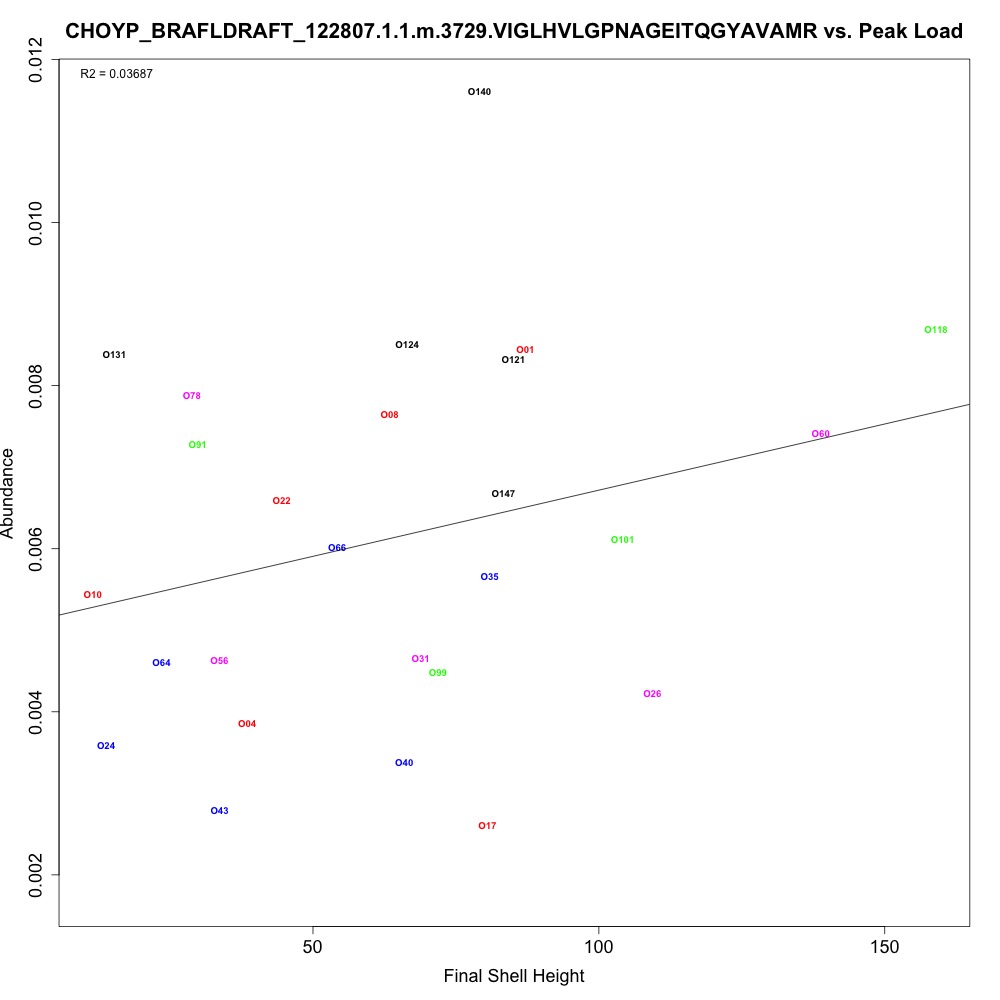 CHOYP_BRAFLDRAFT_122807.1.1.m.3729.VIGLHVLGPNAGEITQGYAVAMR vs. Peak Load
R2 = 0.03687
0.012
0.010
0.008
0.006
0.004
0.002
Abundance
O140
O118
O124
O01
O131
O121
O78
O08
O60
O91
O147
O22
O101
O66
O35
O10
O31
O56
O64
O99
O26
O04
O24
O40
O43
O17
50
100
150
Final Shell Height